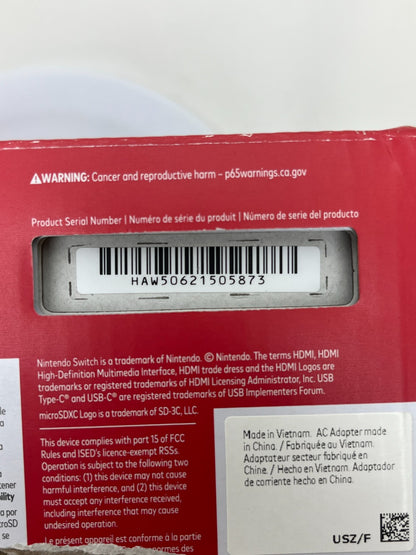 ⚠WARNING: Cancer and reproductive harm – p65warnings.ca.gov
Product Serial Number | Numéro de série du produit | Número de serie del producto
HAW50621505873
Nintendo Switch is a trademark of Nintendo. © Nintendo. The terms HDMI, HDMI
High-Definition Multimedia Interface, HDMI trade dress and the HDMI Logos are
trademarks or registered trademarks of HDMI Licensing Administrator, Inc. USB
Type-C® and USB-C® are registered trademarks of USB Implementers Forum.
microSDXC Logo is a trademark of SD-3C, LLC.
This device complies with part 15 of FCC
Rules and ISED's licence-exempt RSSs.
Operation is subject to the following two
conditions: (1) this device may not cause
harmful interference, and (2) this device
must accept any interference received,
including interference that may cause
undesired operation.
Le présent appareil est conforme à la partie
Made in Vietnam. AC Adapter made
in China. / Fabriquée au Vietnam.
Adaptateur secteur fabriqué en
Chine. / Hecho en Vietnam. Adaptador
de corriente hecho en China.
USZ/F